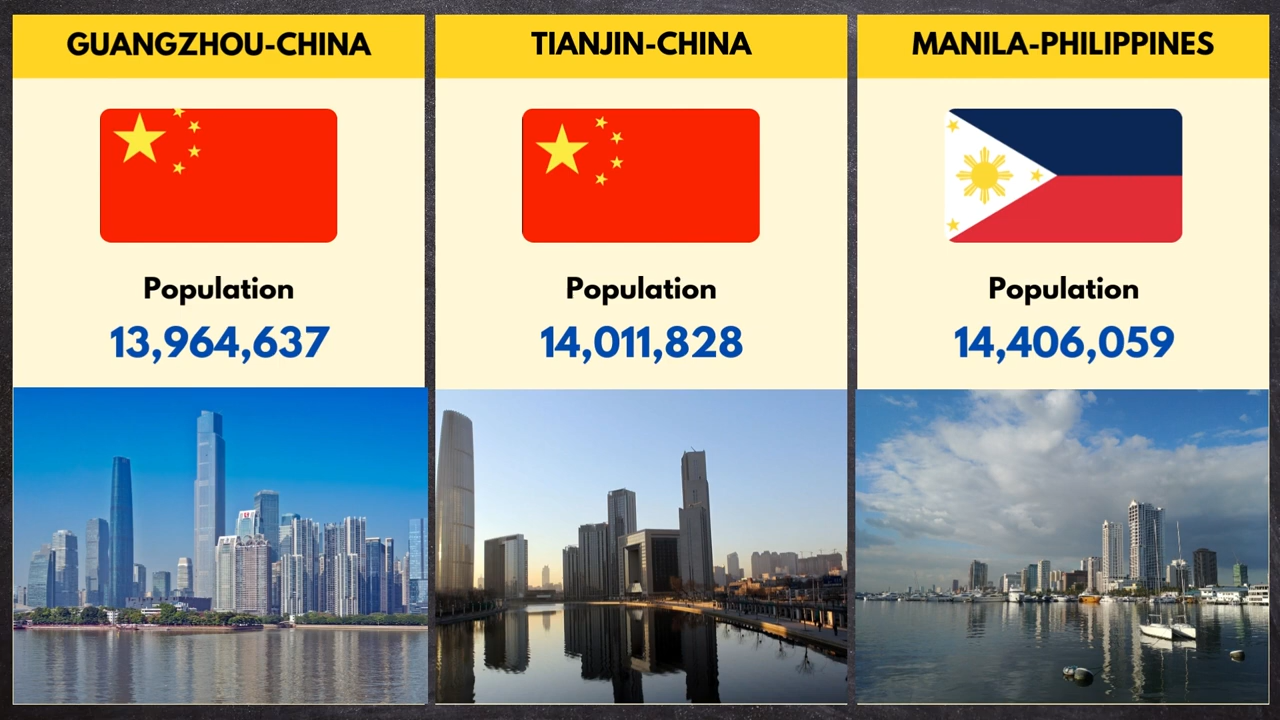 GUANGZHOU-CHINA
Population
13,964,637
TIANJIN-CHINA
Population
14,011,828
MANILA-PHILIPPINES
Population
14,406,059